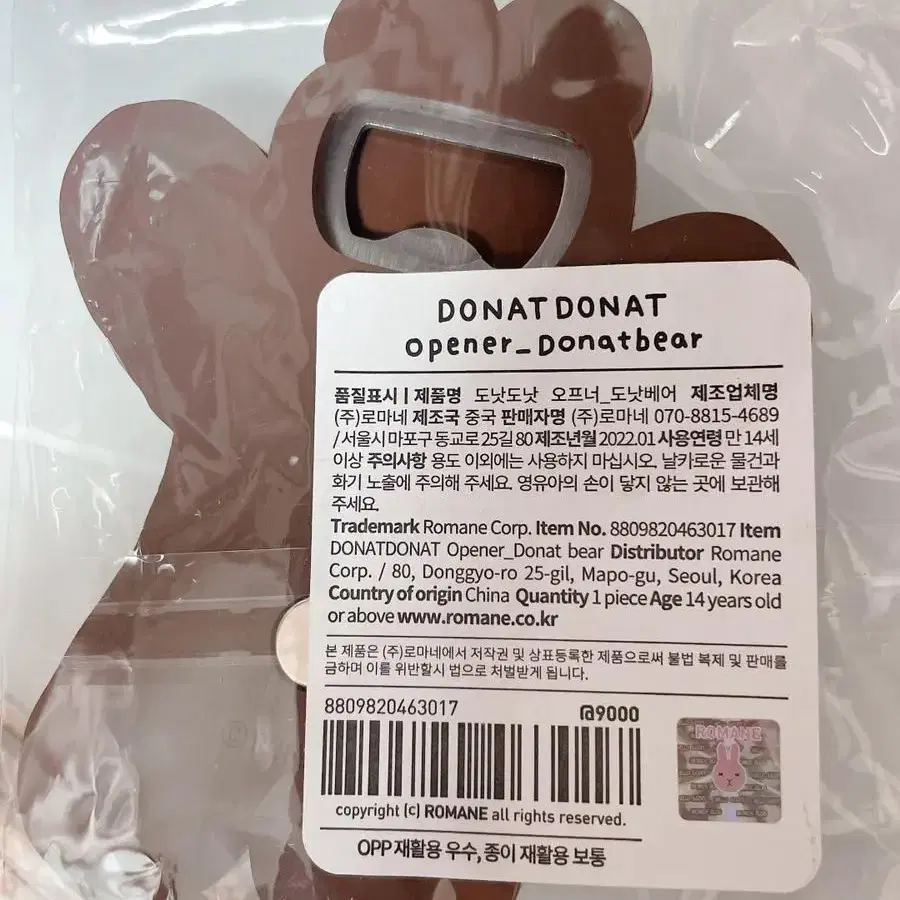 DONAT DONAT
opener_Donatbear
품질표시 | 제품명 도낫도낫 오프너_도낫베어 제조업체명
(주)로마네 제조국 중국 판매자명 (주)로마네 070-8815-4689
/ 서울시 마포구 동교로 25길 80 제조년월 2022.01 사용연령 만 14세
이상 주의사항 용도 이외에는 사용하지 마십시오. 날카로운 물건과
화기 노출에 주의해 주세요. 영유아의 손이 닿지 않는 곳에 보관해
주세요.
Trademark Romane Corp. Item No. 8809820463017 Item
DONATDONAT Opener_Donat bear Distributor Romane
Corp. / 80, Donggyo-ro 25-gil, Mapo-gu, Seoul, Korea
Country of origin China Quantity 1 piece Age 14 years old
or above www.romane.co.kr
본 제품은 (주)로마네에서 저작권 및 상표등록한 제품으로써 불법 복제 및 판매를
금하며 이를 위반할시 법으로 처벌받게 됩니다.
8809820463017 @9000
ROMANE
copyright (c) ROMANE all rights reserved.
OPP 재활용 우수, 종이 재활용 보통